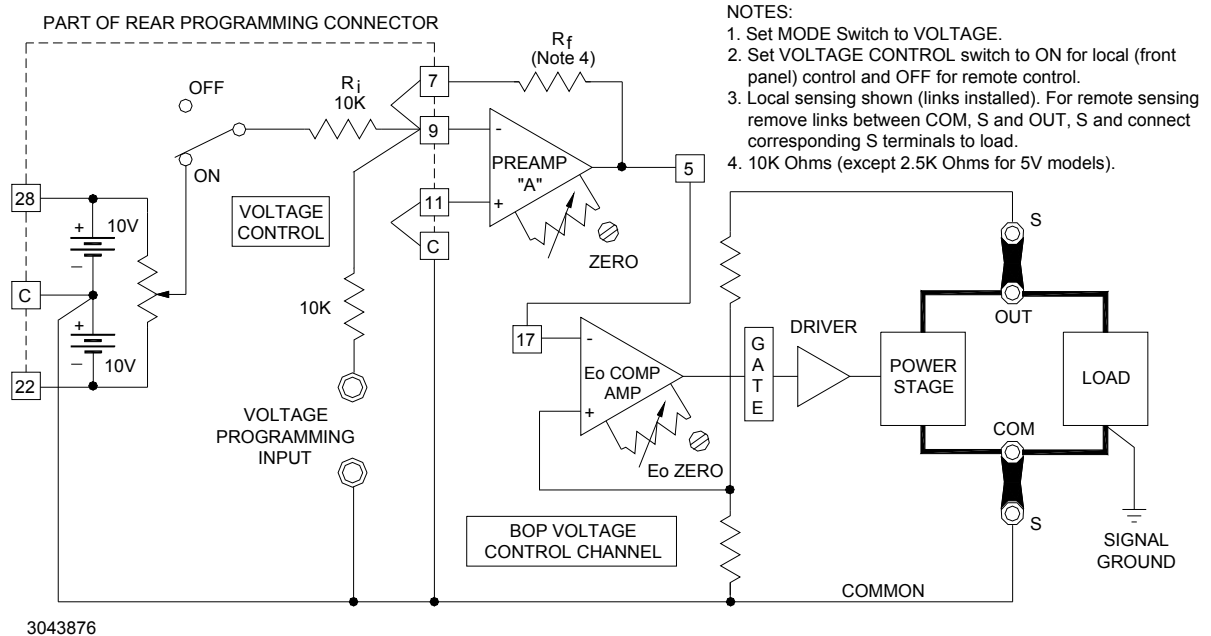 PART OF REAR PROGRAMMING CONNECTOR
NOTES:
1. Set MODE Switch to VOLTAGE.
2. Set VOLTAGE CONTROL switch to ON for local (front
panel) control and OFF for remote control.
3. Local sensing shown (links installed). For remote sensing
remove links between COM, S and OUT, S and connect
corresponding S terminals to load.
4. 10K Ohms (except 2.5K Ohms for 5V models).
Rf
(Note 4)
OFF
ON
Ri
10K
7
9
11
C
-
+
PREAMP
"A"
ZERO
5
28
C
22
+
10V
–
+
10V
–
VOLTAGE
CONTROL
10K
VOLTAGE
PROGRAMMING
INPUT
17
-
+
Eo COMP
AMP
Eo ZERO
G
A
T
E
DRIVER
POWER
STAGE
S
OUT
LOAD
COM
S
SIGNAL
GROUND
BOP VOLTAGE
CONTROL CHANNEL
COMMON
3043876